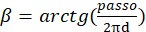 β = arctg(passo/2πd)